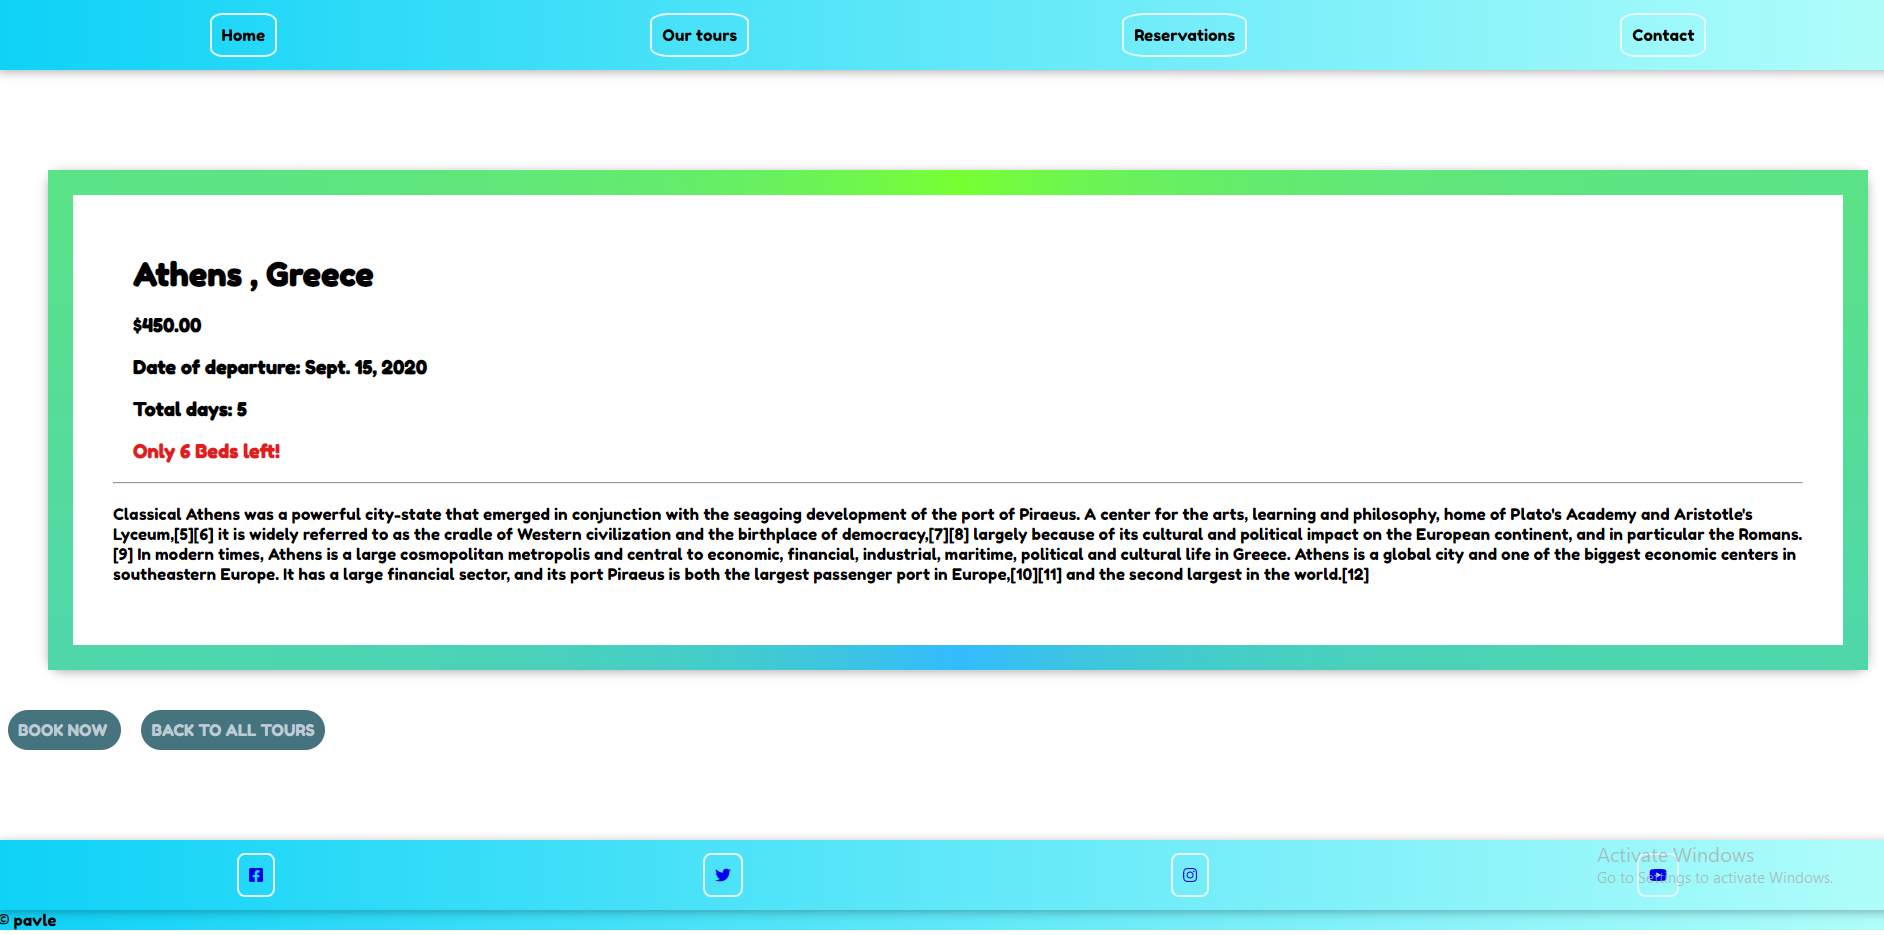 Home
Our tours
Reservations
Contact
Athens , Greece
$450.00
Date of departure: Sept. 15, 2020
Total days: 5
Only 6 Beds left!
Classical Athens was a powerful city-state that emerged in conjunction with the seagoing development of the port of Piraeus. A center for the arts, learning and philosophy, home of Plato's Academy and Aristotle's
Lyceum,[5][6] it is widely referred to as the cradle of Western civilization and the birthplace of democracy,[7][8] largely because of its cultural and political impact on the European continent, and in particular the Romans.
[9] In modern times, Athens is a large cosmopolitan metropolis and central to economic, financial, industrial, maritime, political and cultural life in Greece. Athens is a global city and one of the biggest economic centers in
southeastern Europe. It has a large financial sector, and its port Piraeus is both the largest passenger port in Europe,[10][11] and the second largest in the world.[12]
BOOK NOW
BACK TO ALL TOURS
Activate Windows
Go to Settings to activate Windows.
© pavle